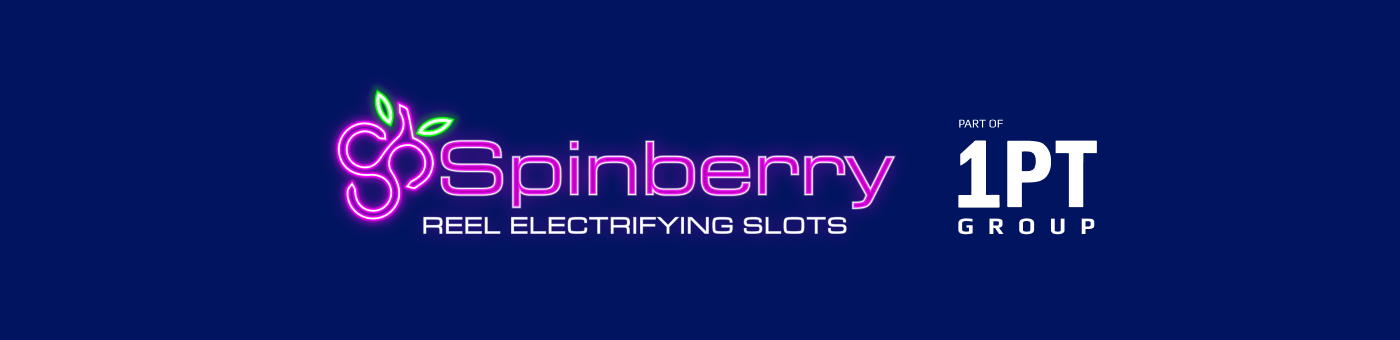 Spinberry
REEL ELECTRIFYING SLOTS
PART OF
1PT
GROUP